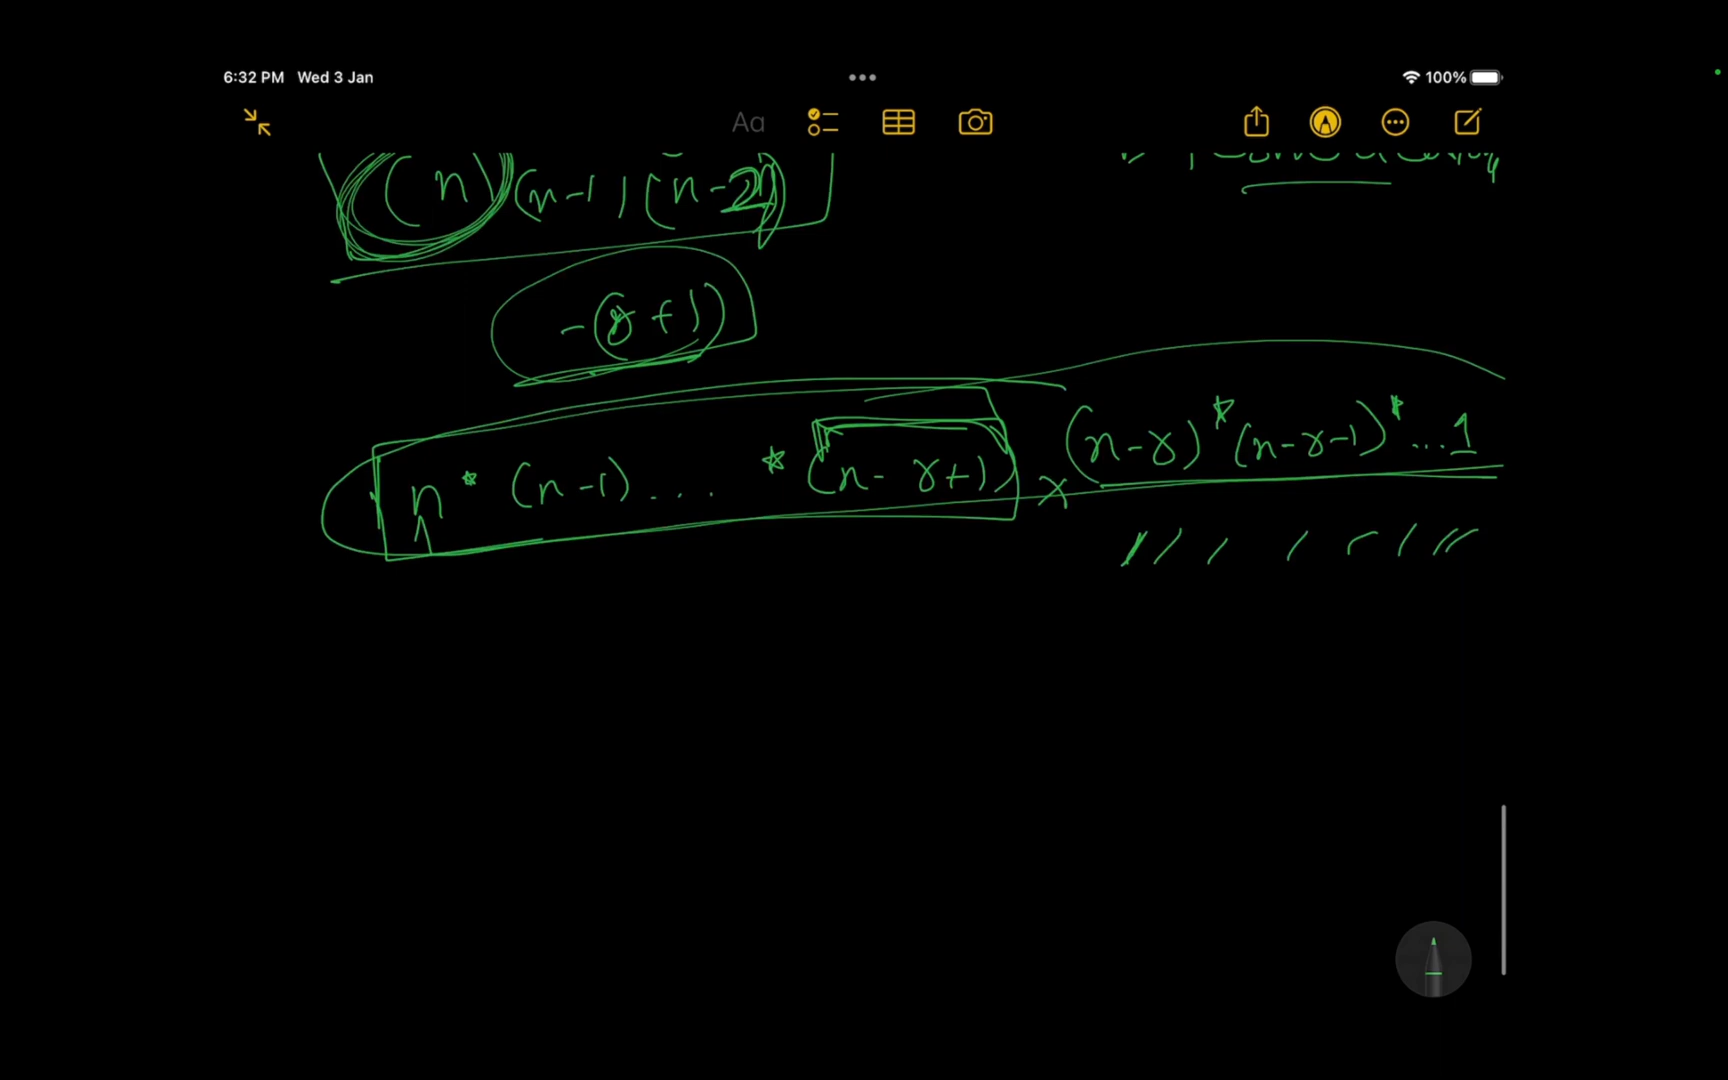 6:32 PM Wed 3 Jan
100%
Aa
(n) (n-1) (n-2)
-(r+1)
n * (n-1) .... * (n-r+1) x (n-r) * (n-r-1) * ...1